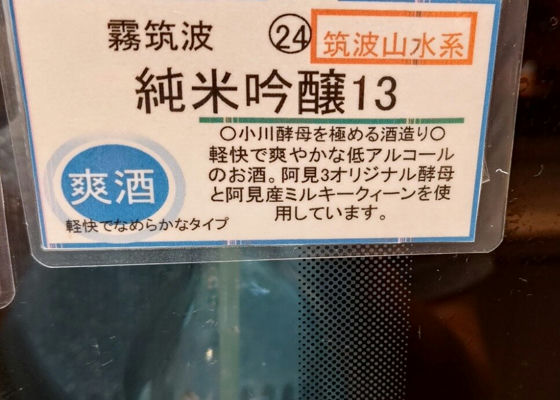 霧筑波 ㉔ 筑波山水系
純米吟醸13
○小川酵母を極める酒造り○
軽快で爽やかな低アルコール
のお酒。阿見3オリジナル酵母
と阿見産ミルキークィーンを使
用しています。
爽酒
軽快でなめらかなタイプ